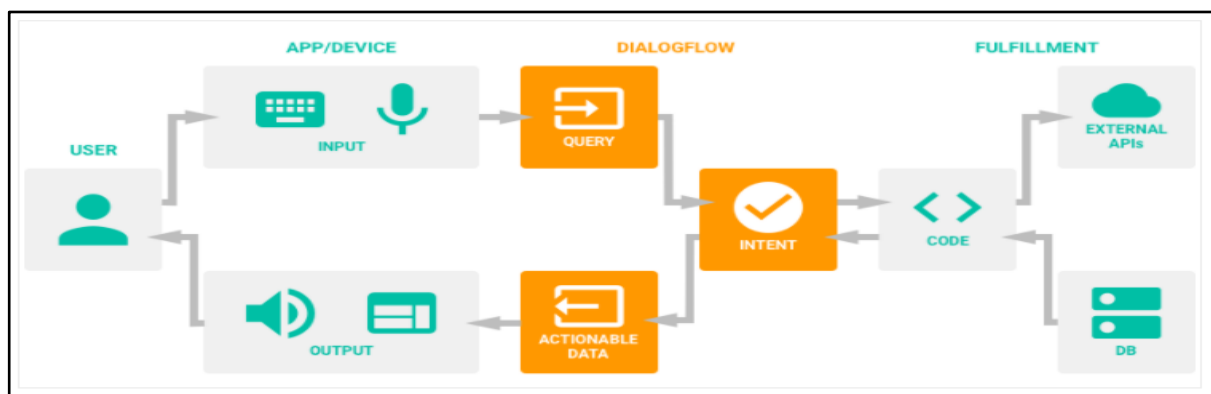 APP/DEVICE
DIALOGFLOW
FULFILLMENT
USER
INPUT
QUERY
EXTERNAL
APIs
INTENT
CODE
OUTPUT
ACTIONABLE
DATA
DB